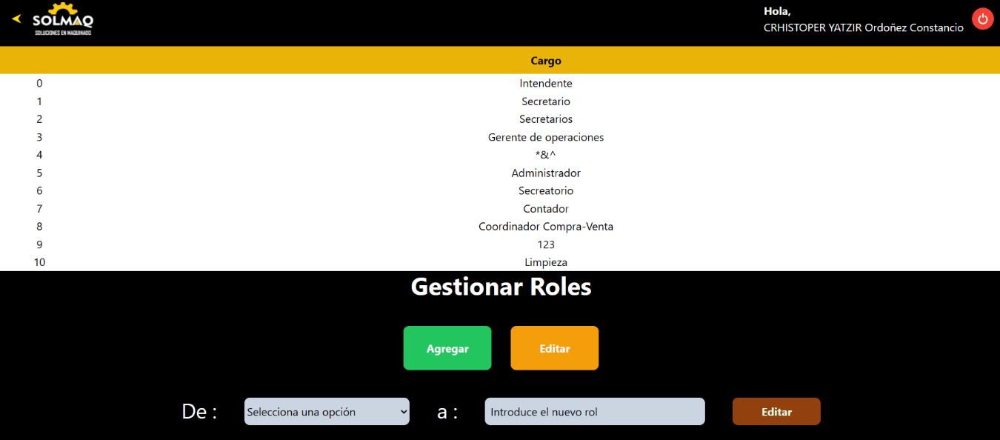 SOLMAQ
SOLUCIONES EN MAQUINADO
Hola,
CRHISTOPER YATZIR Ordoñez Constancio
Cargo
0 Intendente
1 Secretario
2 Secretarios
3 Gerente de operaciones
4 *&^
5 Administrador
6 Secreatorio
7 Contador
8 Coordinador Compra-Venta
9 123
10 Limpieza
Gestionar Roles
Agregar Editar
De : Selecciona una opción a : Introduce el nuevo rol Editar